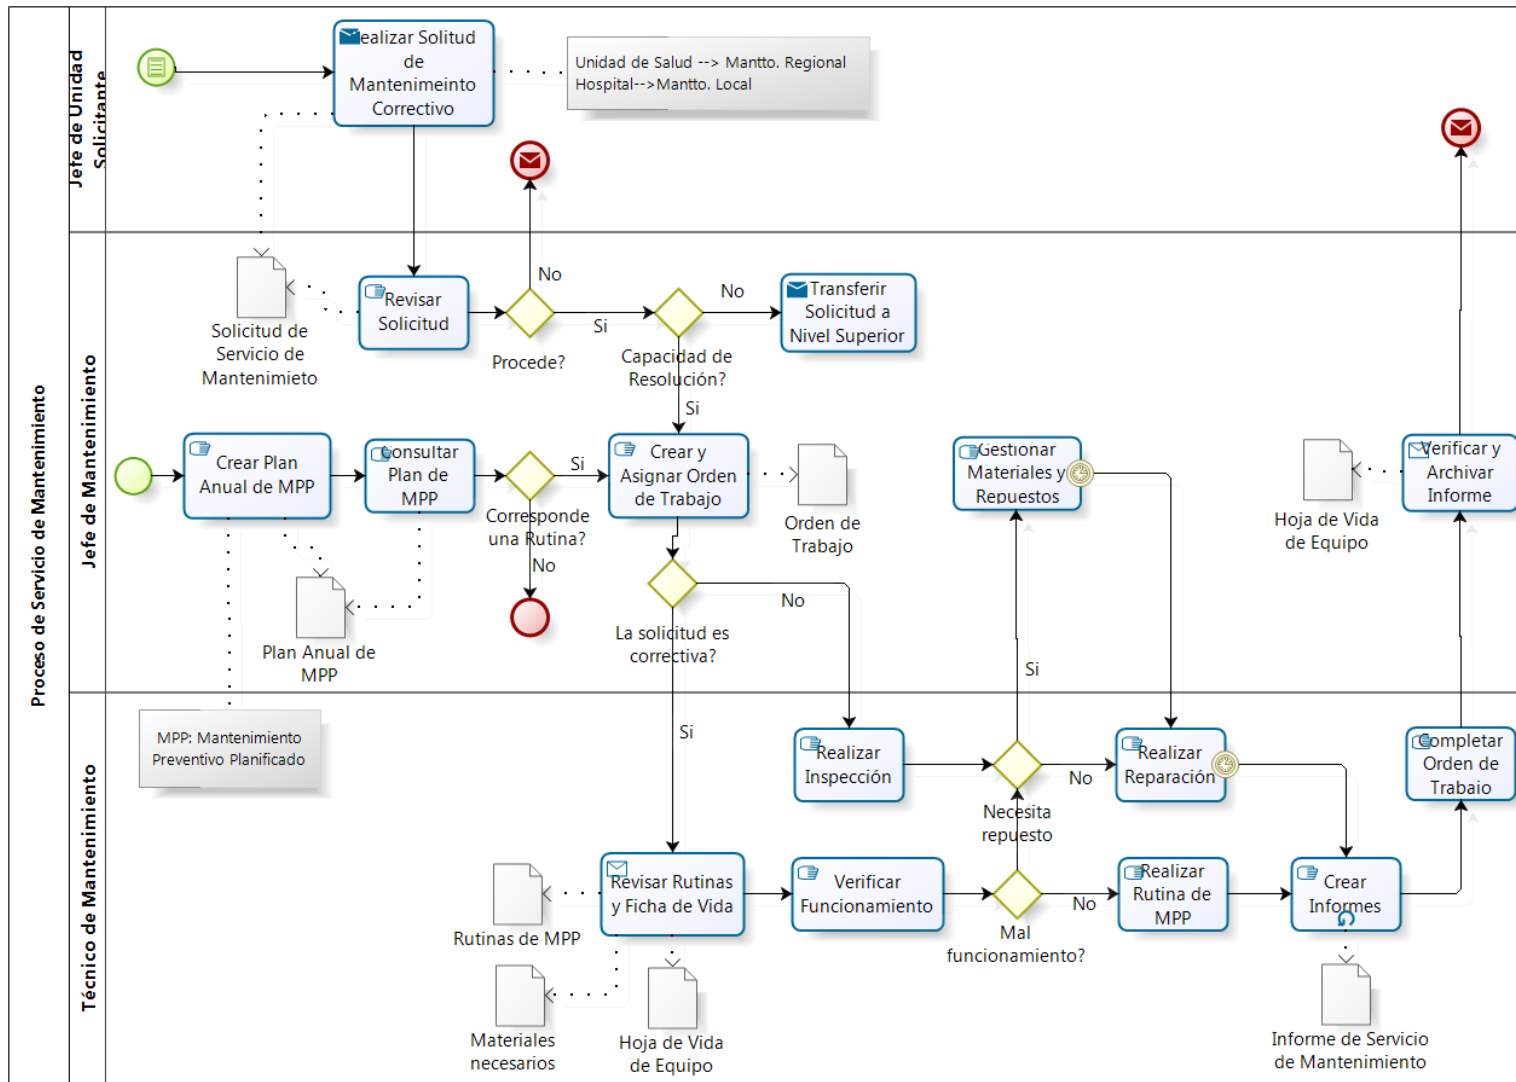 Proceso de Servicio de Mantenimiento
Jefe de Unidad
Solicitante
ealizar Solitud
de
Mantenimeinto
Correctivo
Unidad de Salud --> Mantto. Regional
Hospital-->Mantto. Local
Jefe de Mantenimiento
Solicitud de
Servicio de
Mantenimieto
Revisar
Solicitud
No
Procede?
Si
Capacidad de
Resolución?
No
Transferir
Solicitud a
Nivel Superior
Si
Crear Plan
Anual de MPP
Consultar
Plan de
MPP
Corresponde
una Rutina?
Si
No
Crear y
Asignar Orden
de Trabajo
Orden de
Trabajo
Gestionar
Materiales y
Repuestos
Hoja de Vida
de Equipo
Verificar y
Archivar
Informe
Plan Anual de
MPP
La solicitud es
correctiva?
No
Si
Si
MPP: Mantenimiento
Preventivo Planificado
Técnico de Mantenimiento
Realizar
Inspección
Necesita
repuesto
No
Realizar
Reparación
Completar
Orden de
Trabaio
Rutinas de MPP
Revisar Rutinas
y Ficha de Vida
Verificar
Funcionamiento
Mal
funcionamiento?
No
Realizar
Rutina de
MPP
Crear
Informes
Materiales
necesarios
Hoja de Vida
de Equipo
Informe de Servicio
de Mantenimiento